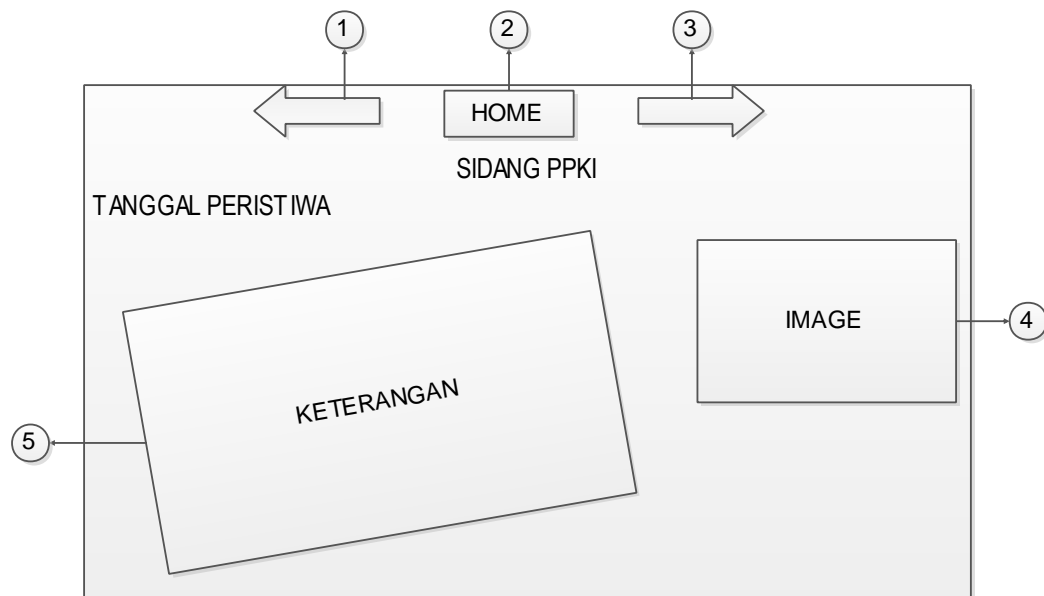 1
2
3
HOME
SIDANG PPKI
TANGGAL PERISTIWA
IMAGE
4
KETERANGAN
5